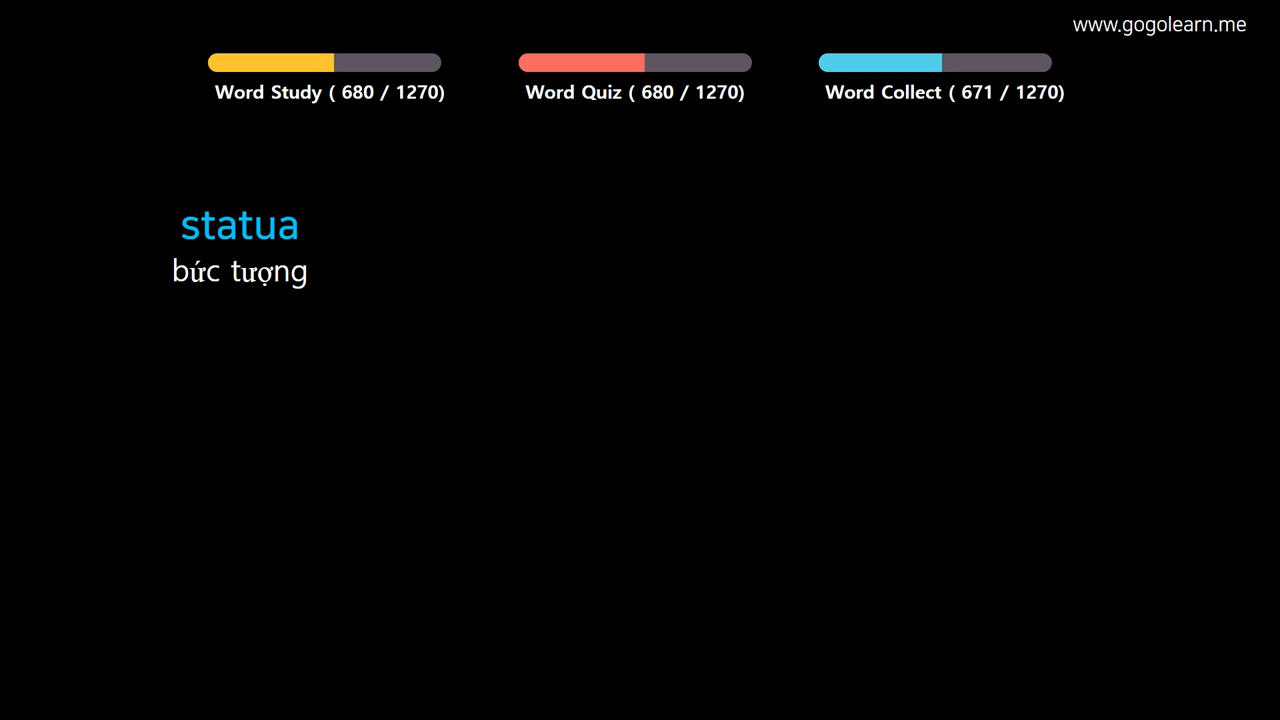 www.gogolearn.me
Word Study ( 680 / 1270)
Word Quiz ( 680 / 1270)
Word Collect ( 671 / 1270)
statua
bức tượng